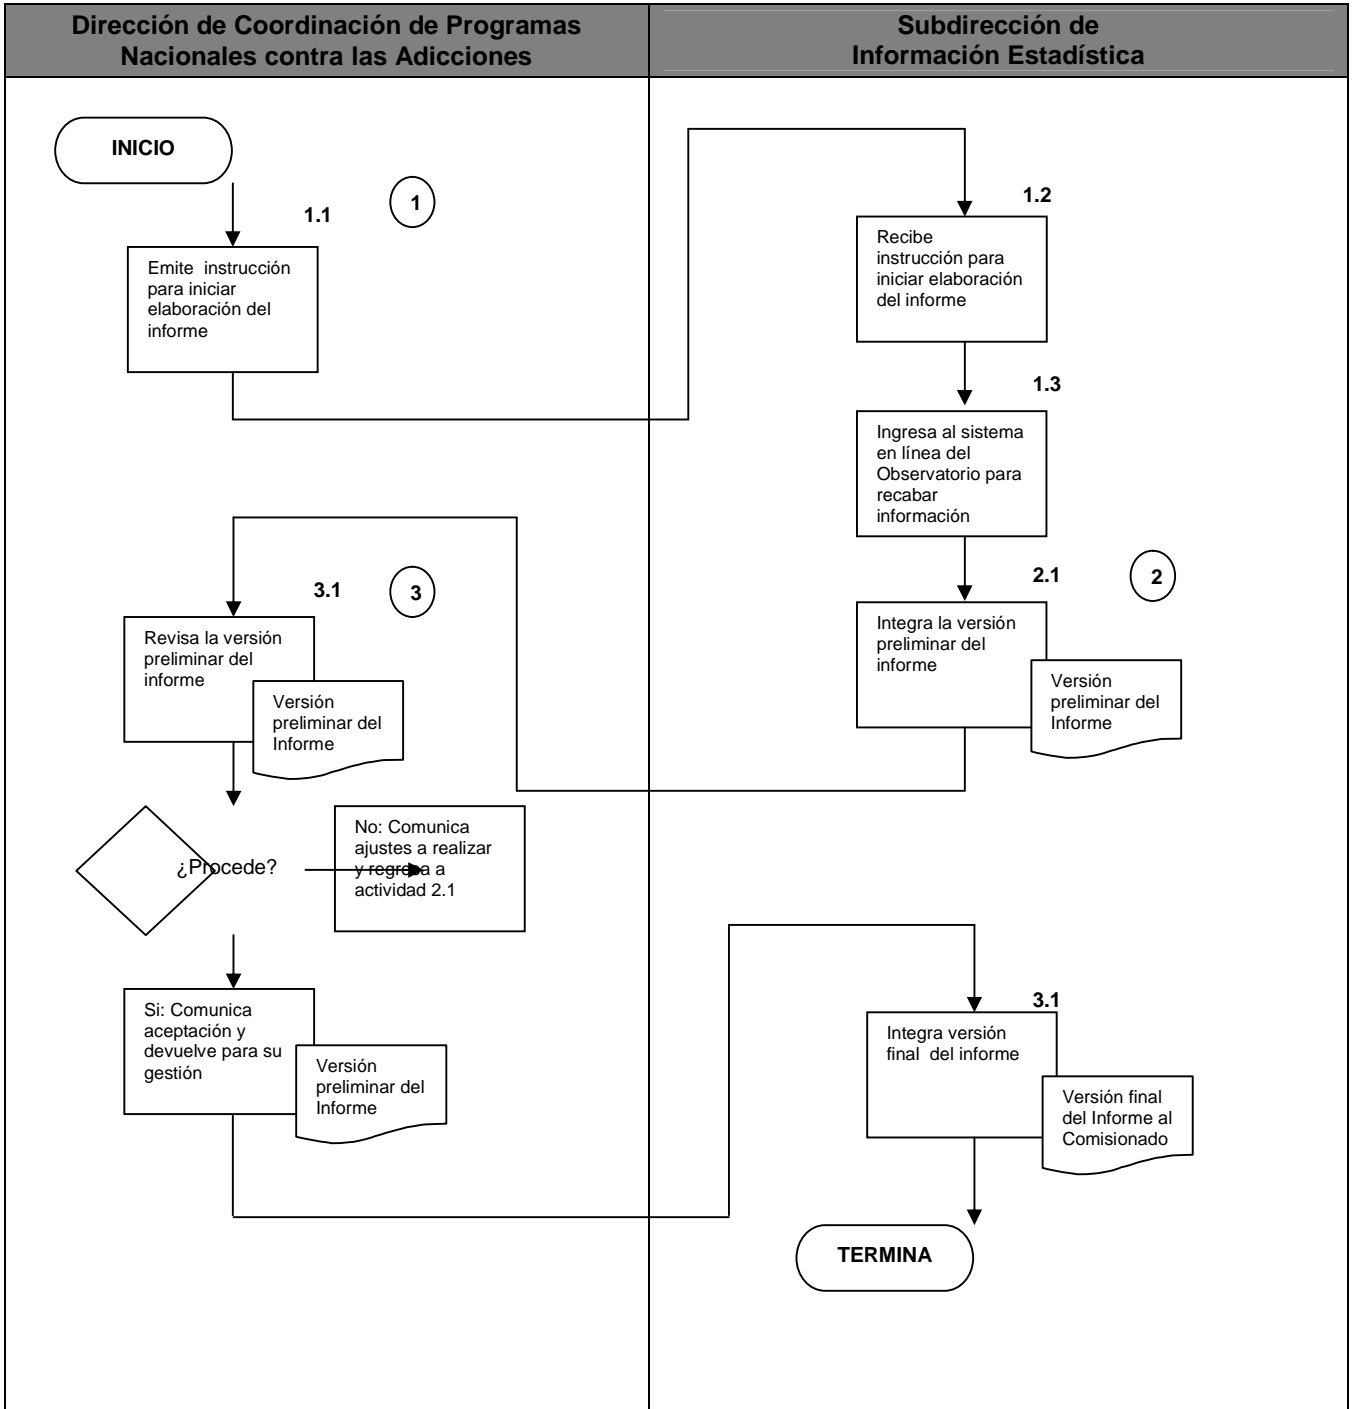 Dirección de Coordinación de Programas
Nacionales contra las Adicciones
Subdirección de
Información Estadística
INICIO
1.1
1
Emite instrucción
para iniciar
elaboración del
informe
1.2
Recibe
instrucción para
iniciar elaboración
del informe
1.3
Ingresa al sistema
en línea del
Observatorio para
recabar
información
2.1
2
Integra la versión
preliminar del
informe
Versión
preliminar del
Informe
3.1
3
Revisa la versión
preliminar del
informe
Versión
preliminar del
Informe
¿Procede?
No: Comunica
ajustes a realizar
y regresa a
actividad 2.1
Si: Comunica
aceptación y
devuelve para su
gestión
Versión
preliminar del
Informe
3.1
Integra versión
final del informe
Versión final
del Informe al
Comisionado
TERMINA